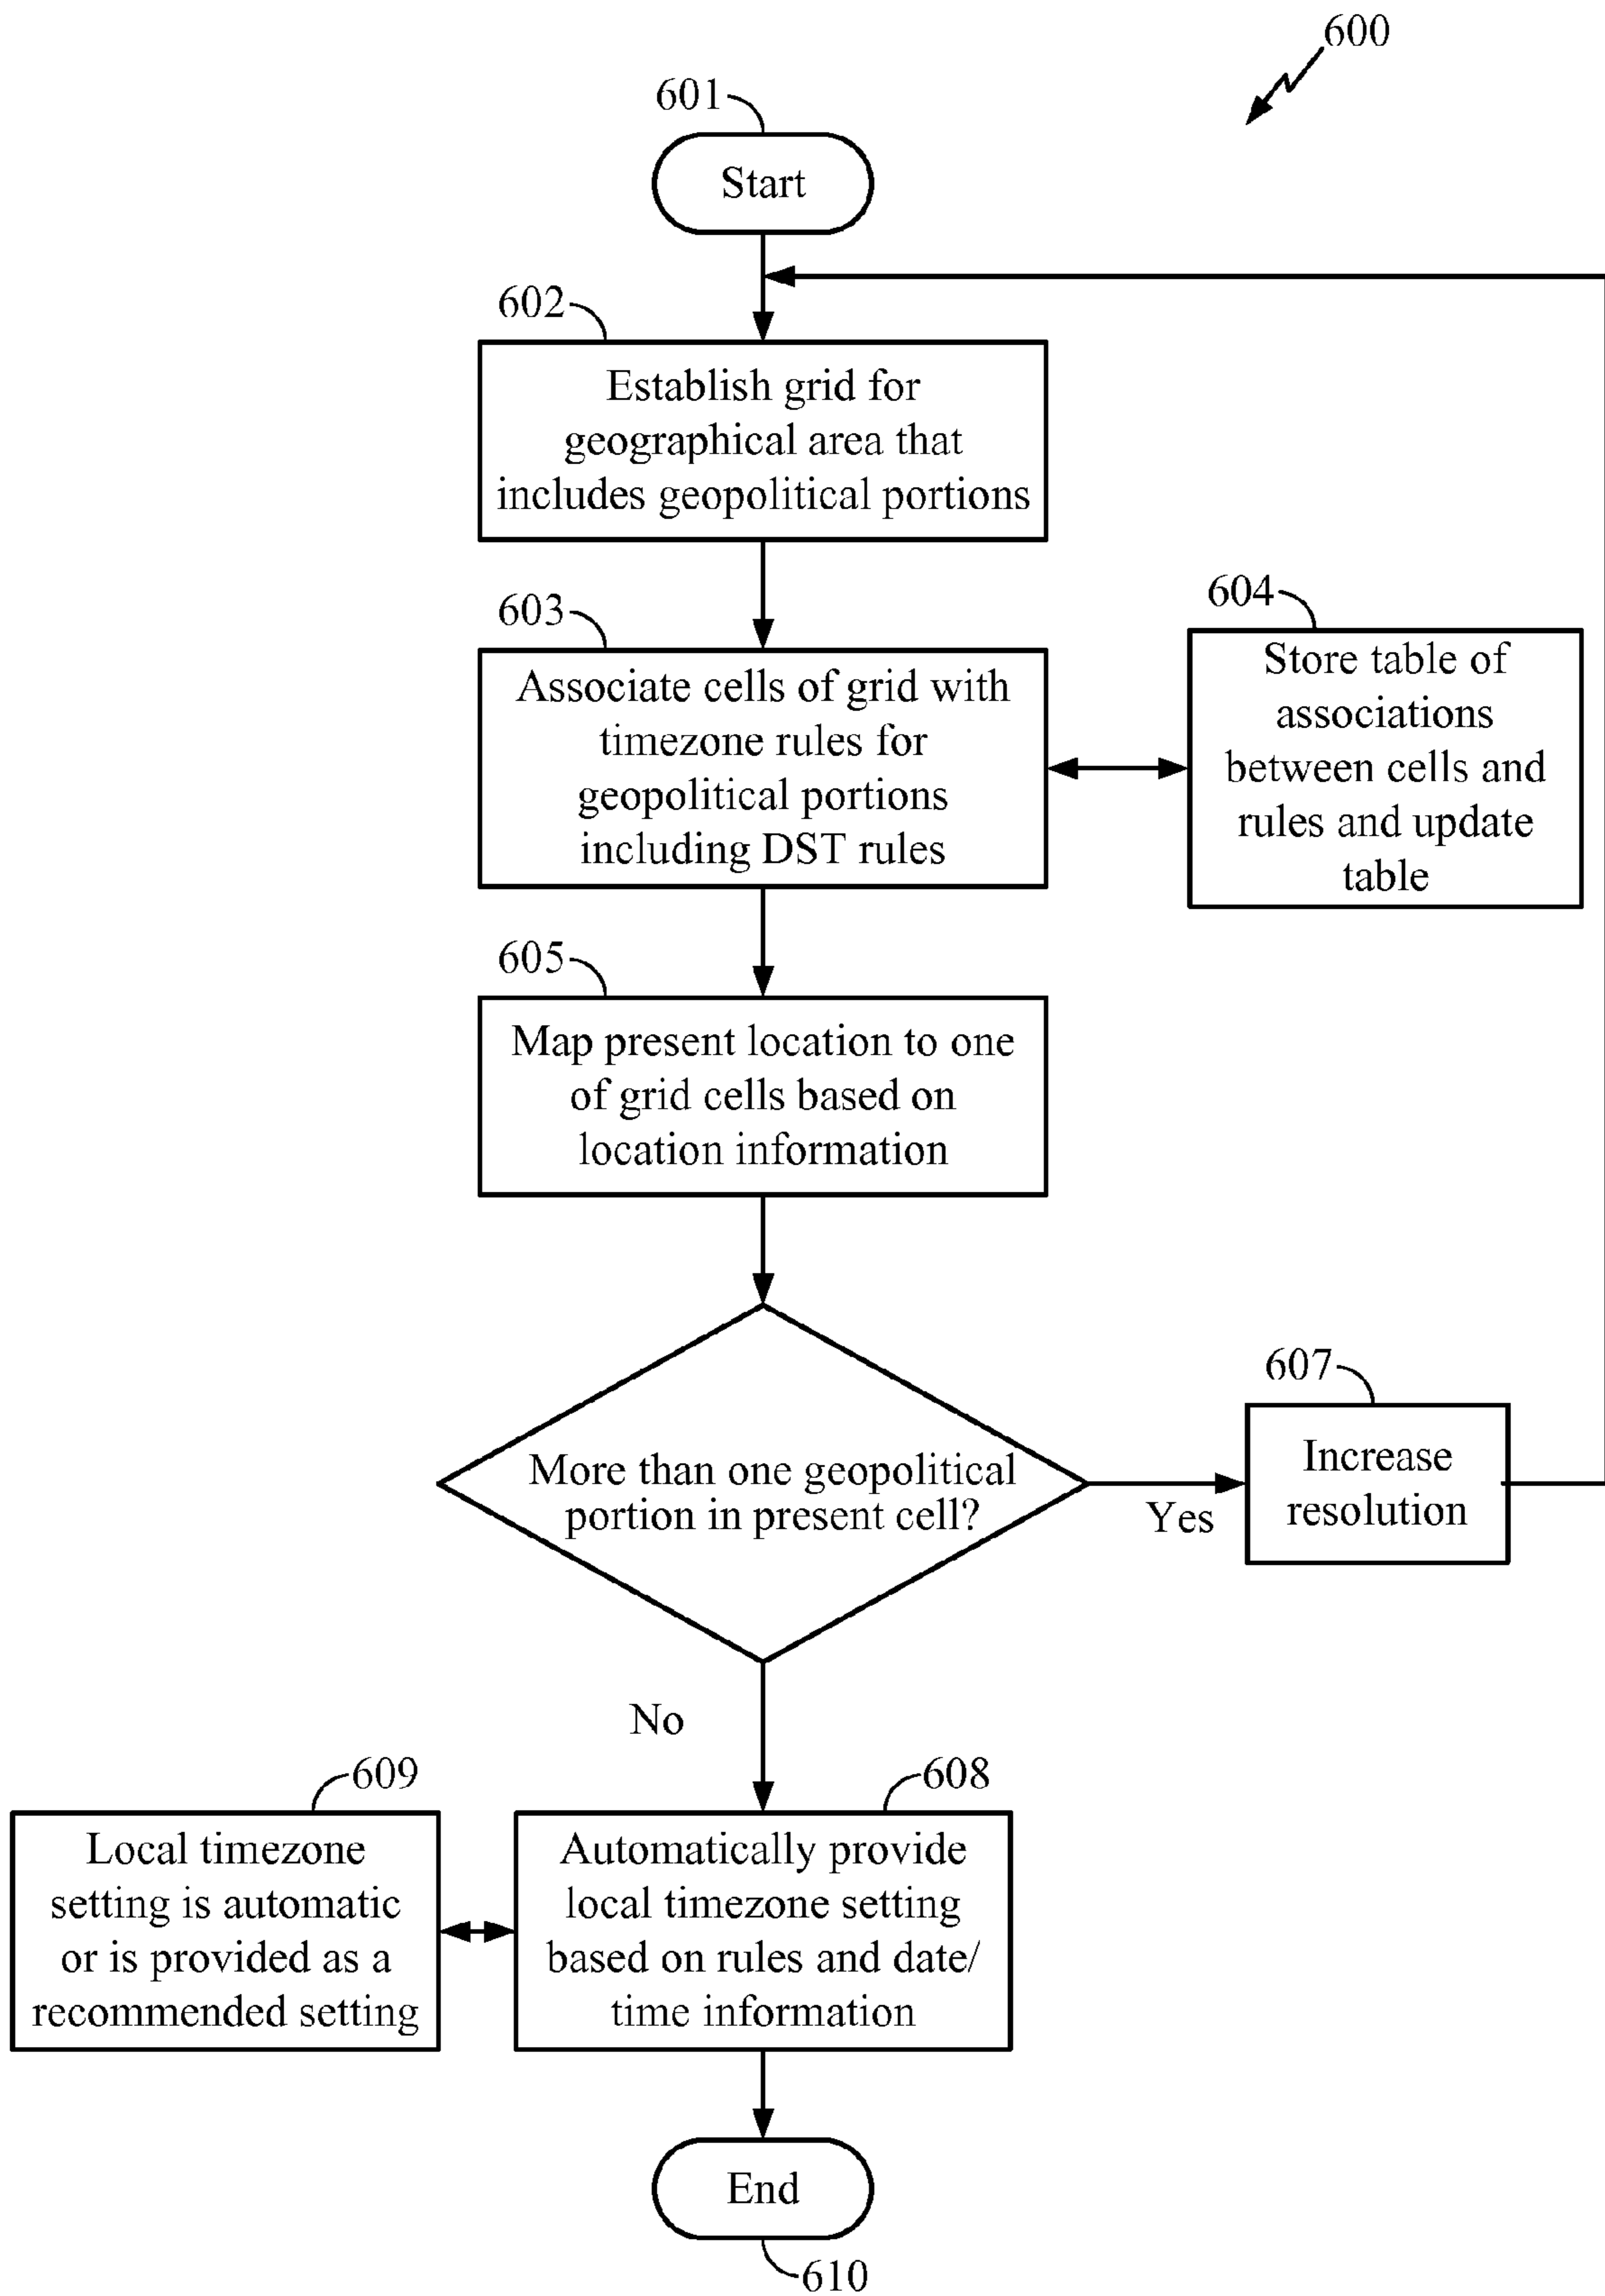 600
601
Start
602
Establish grid for
geographical area that
includes geopolitical portions
603
Associate cells of grid with
timezone rules for
geopolitical portions
including DST rules
604
Store table of
associations
between cells and
rules and update
table
605
Map present location to one
of grid cells based on
location information
More than one geopolitical
portion in present cell?
Yes
607
Increase
resolution
No
609
Local timezone
setting is automatic
or is provided as a
recommended setting
608
Automatically provide
local timezone setting
based on rules and date/
time information
End
610